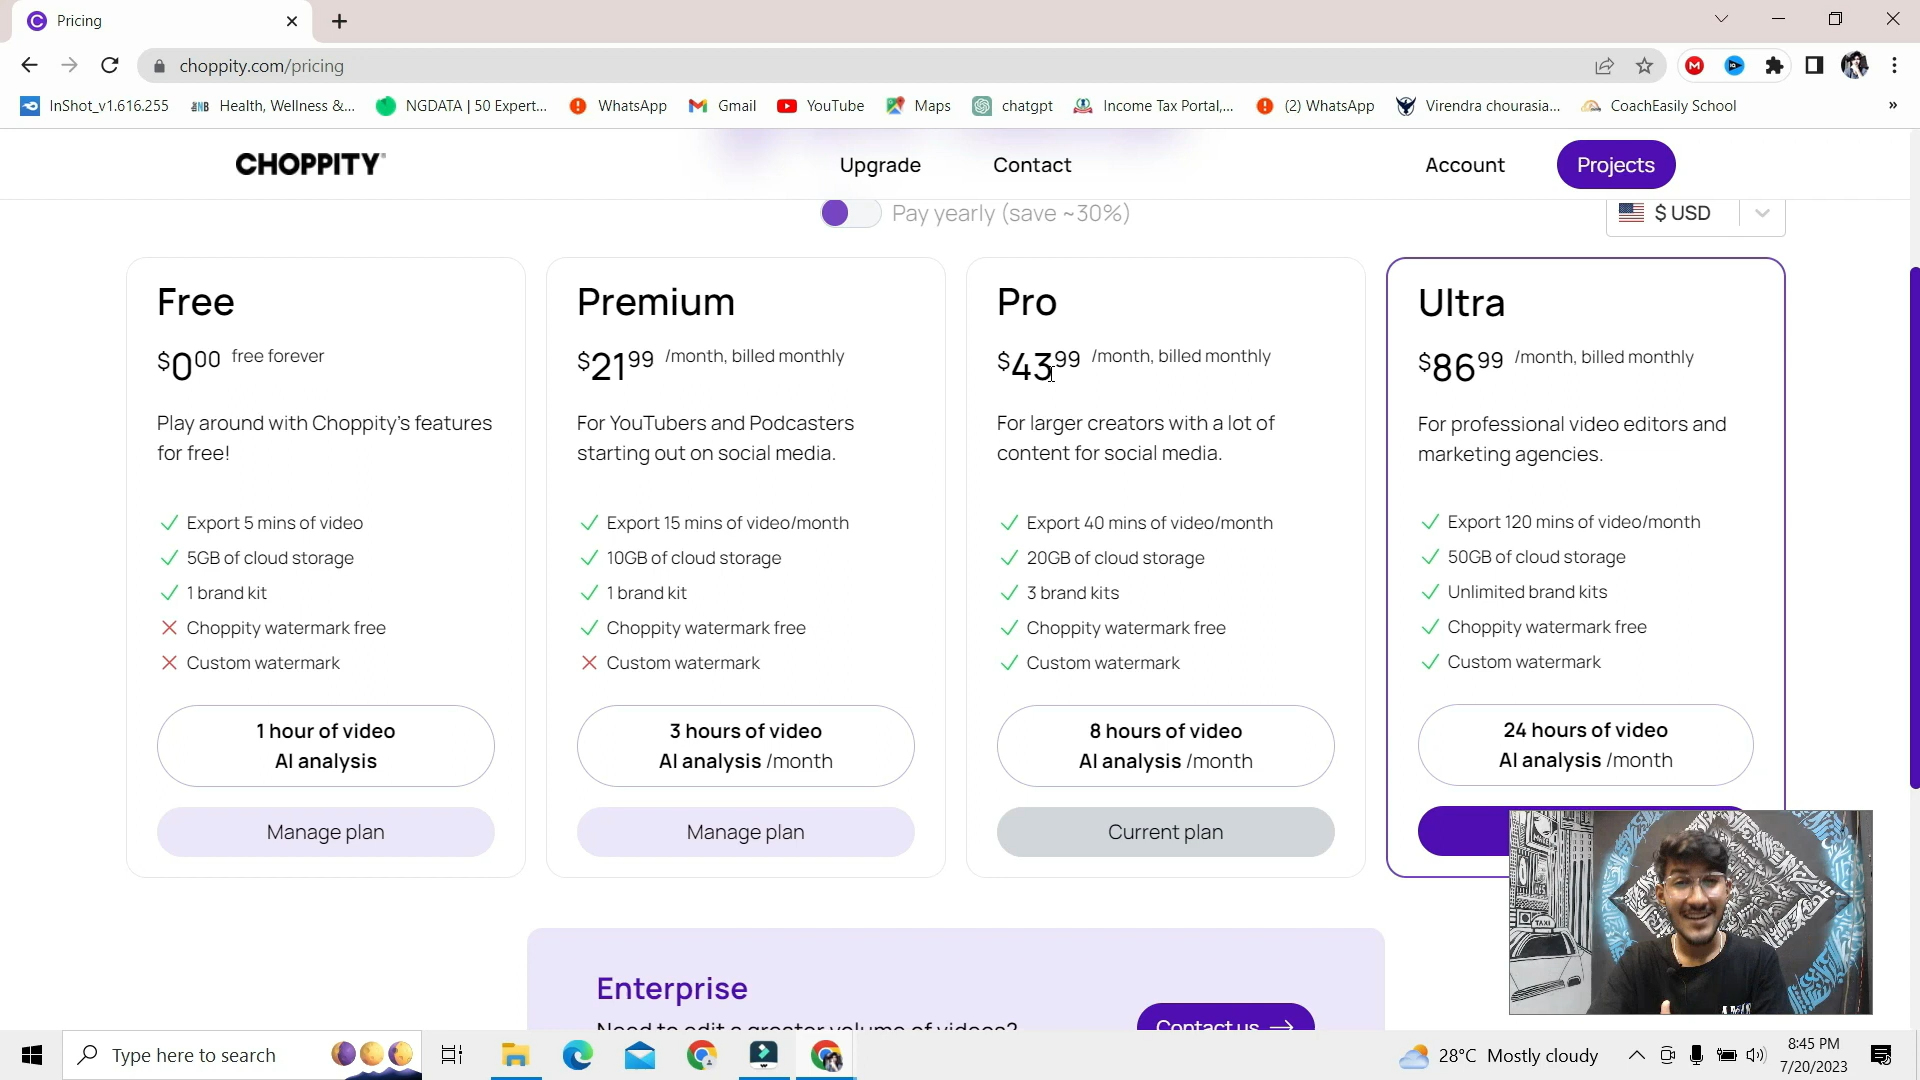 Pricing
choppity.com/pricing
InShot_v1.616.255
Health, Wellness &...
NGDATA | 50 Expert...
WhatsApp
Gmail
YouTube
Maps
chatgpt
Income Tax Portal,...
(2) WhatsApp
Virendra chourasia...
CoachEasily School
»
CHOPPITY
Upgrade
Contact
Account
Projects
Pay yearly (save ~30%)
$ USD
Free
$0.00 free forever
Play around with Choppity's features
for free!
Export 5 mins of video
5GB of cloud storage
1 brand kit
Choppity watermark free
Custom watermark
1 hour of video
AI analysis
Manage plan
Premium
$21.99 /month, billed monthly
For YouTubers and Podcasters
starting out on social media.
Export 15 mins of video/month
10GB of cloud storage
1 brand kit
Choppity watermark free
Custom watermark
3 hours of video
AI analysis /month
Manage plan
Pro
$43.99 /month, billed monthly
For larger creators with a lot of
content for social media.
Export 40 mins of video/month
20GB of cloud storage
3 brand kits
Choppity watermark free
Custom watermark
8 hours of video
AI analysis /month
Current plan
Ultra
$86.99 /month, billed monthly
For professional video editors and
marketing agencies.
Export 120 mins of video/month
50GB of cloud storage
Unlimited brand kits
Choppity watermark free
Custom watermark
24 hours of video
AI analysis /month
TAXI
Enterprise
Need to edit a greater volume of videos?
Contact us →
Type here to search
28°C Mostly cloudy
8:45 PM
7/20/2023